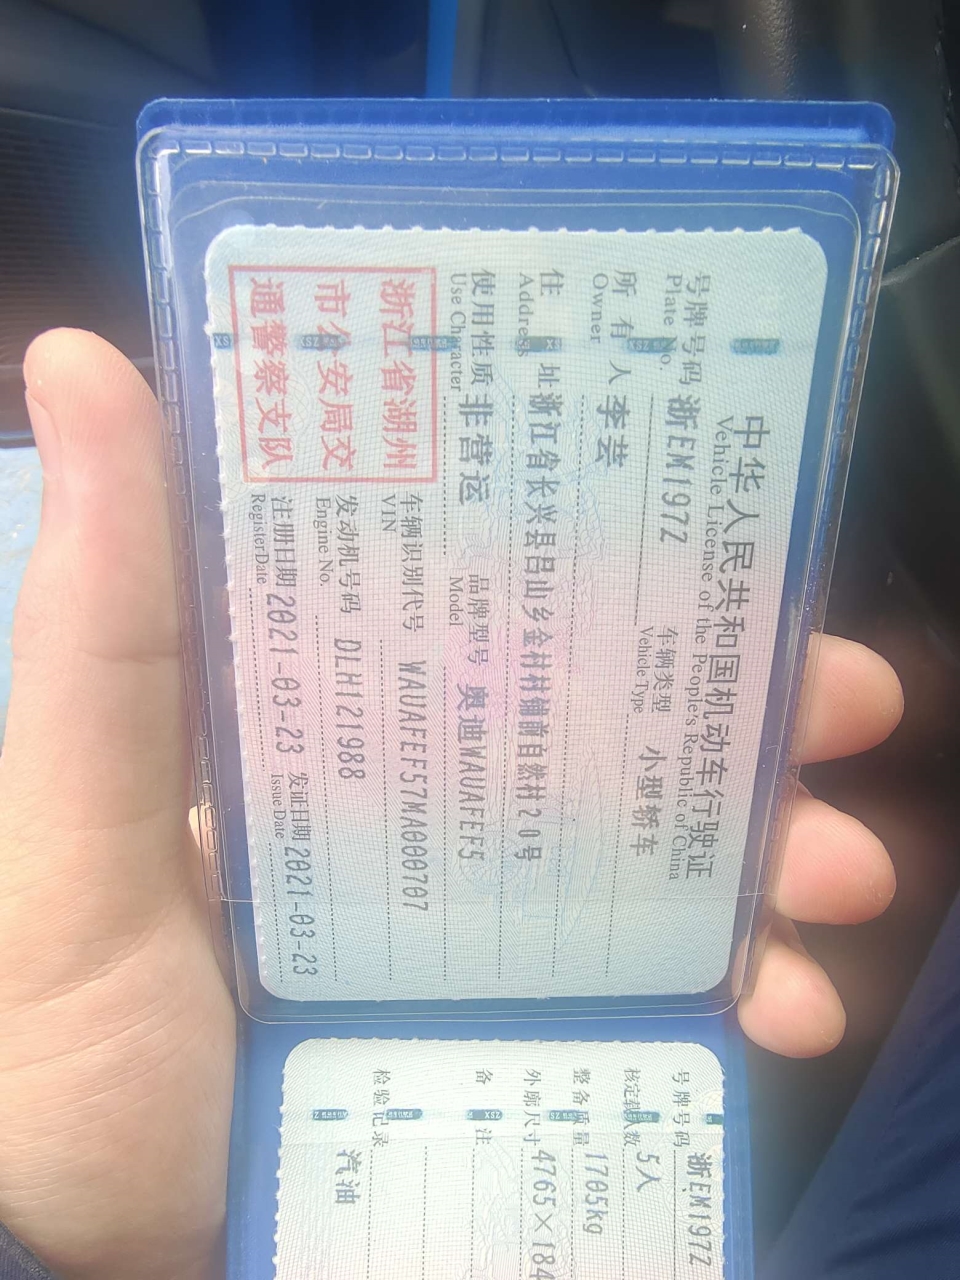 中华人民共和国机动车行驶证
Vehicle License of the People's Republic of China
号牌号码 浙EM197Z 车辆类型 小型轿车
Plate No. Vehicle Type
所有人 李芸
Owner
住址 浙江省长兴县吕山乡金村村铺前自然村20号
Address
使用性质 非营运 品牌型号 奥迪WAUAFEF5
Use Character Model
浙江省湖州
市公安局交
通警察支队
车辆识别代号 WAUAFEF57MA000707
VIN
发动机号码 DLH121988
Engine No.
注册日期 2021-03-23 发证日期 2021-03-23
Register Date Issue Date
号牌号码 浙EM197Z
核定载人数 5人
整备质量 1705kg
外廓尺寸 4765×184
备注
检验记录 汽油